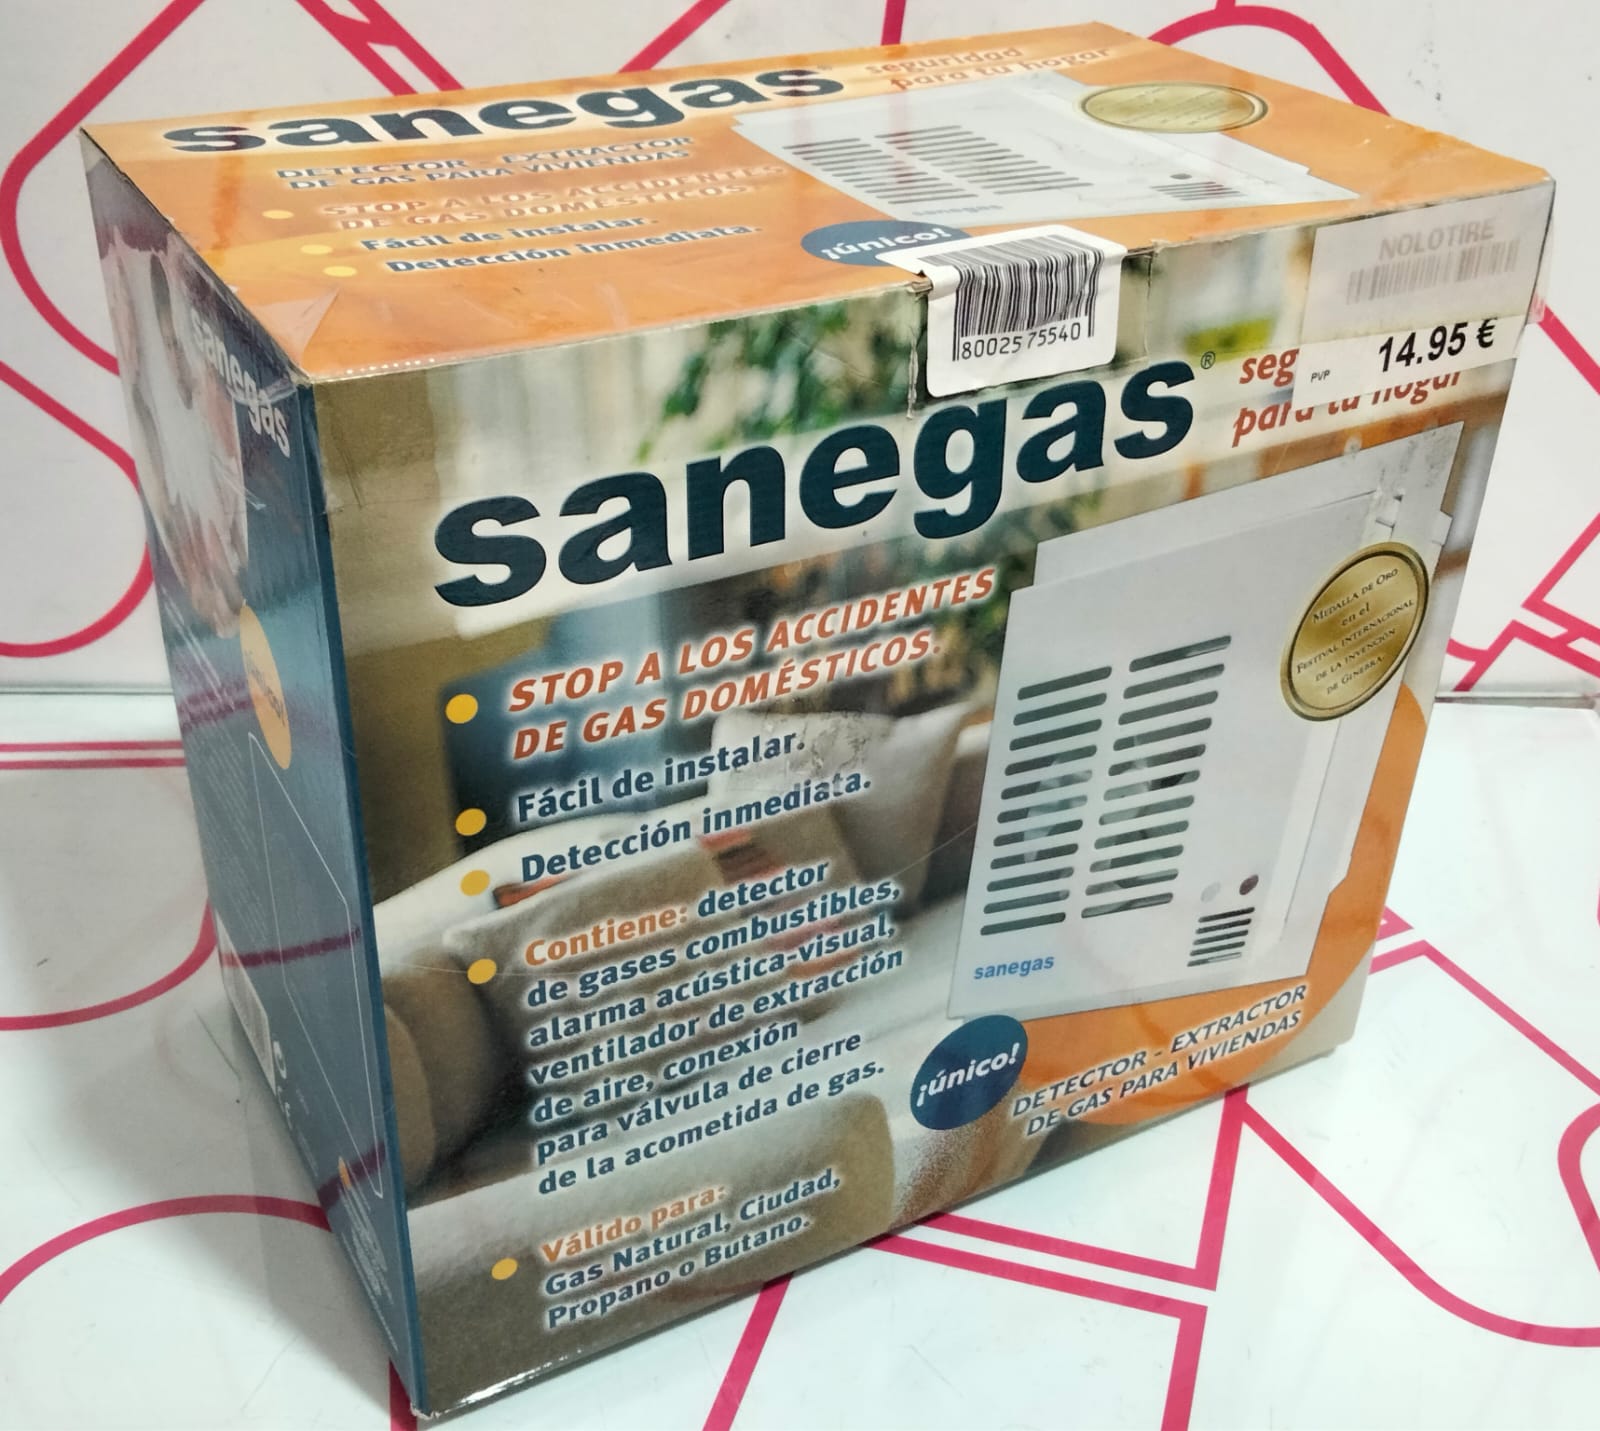 sanegas®
seguridad
para tu hogar
DETECTOR - EXTRACTOR
DE GAS PARA VIVIENDAS
STOP A LOS ACCIDENTES
DE GAS DOMÉSTICOS.
Fácil de instalar.
Detección inmediata.
sanegas
¡único!
8002575540
NOLOTIRE
PVP 14.95 €
sanegas®
seg
para tu hogar
STOP A LOS ACCIDENTES
DE GAS DOMÉSTICOS.
Fácil de instalar.
Detección inmediata.
Contiene: detector
de gases combustibles,
alarma acústica-visual,
ventilador de extracción
de aire, conexión
para válvula de cierre
de la acometida de gas.
Válido para:
Gas Natural, Ciudad,
Propano o Butano.
MEDALLA DE ORO
en el
FESTIVAL INTERNACIONAL
DE LA INVENCIÓN
DE GINEBRA
sanegas
¡único!
DETECTOR - EXTRACTOR
DE GAS PARA VIVIENDAS
sanegas